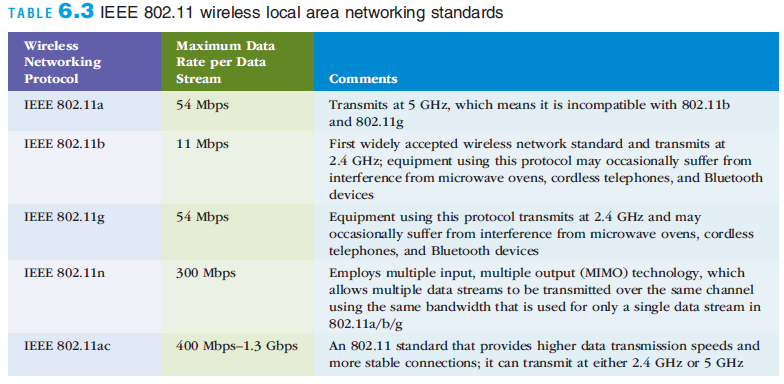 TABLE 6.3 IEEE 802.11 wireless local area networking standards
Wireless
Networking
Protocol
Maximum Data
Rate per Data
Stream
Comments
IEEE 802.11a
54 Mbps
Transmits at 5 GHz, which means it is incompatible with 802.11b
and 802.11g
IEEE 802.11b
11 Mbps
First widely accepted wireless network standard and transmits at
2.4 GHz; equipment using this protocol may occasionally suffer from
interference from microwave ovens, cordless telephones, and Bluetooth
devices
IEEE 802.11g
54 Mbps
Equipment using this protocol transmits at 2.4 GHz and may
occasionally suffer from interference from microwave ovens, cordless
telephones, and Bluetooth devices
IEEE 802.11n
300 Mbps
Employs multiple input, multiple output (MIMO) technology, which
allows multiple data streams to be transmitted over the same channel
using the same bandwidth that is used for only a single data stream in
802.11a/b/g
IEEE 802.11ac
400 Mbps–1.3 Gbps
An 802.11 standard that provides higher data transmission speeds and
more stable connections; it can transmit at either 2.4 GHz or 5 GHz